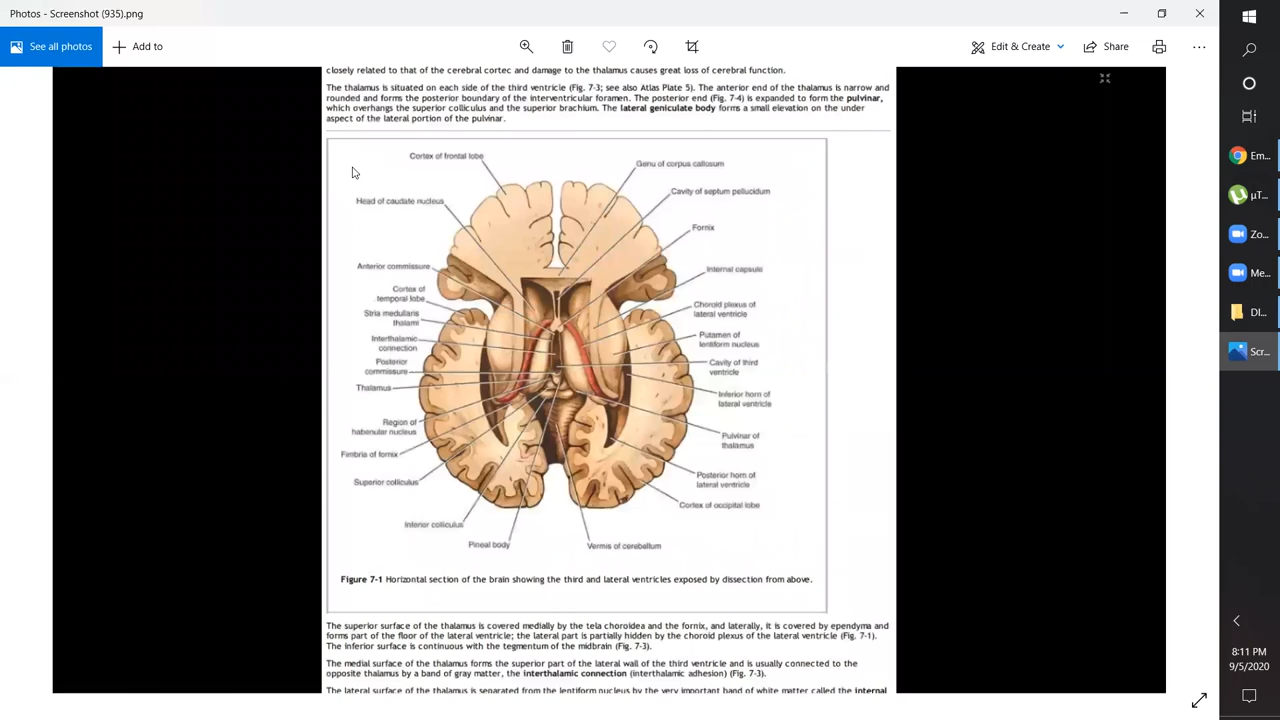 Photos - Screenshot (935).png
See all photos
Add to
Edit & Create
Share
closely related to that of the cerebral cortec and damage to the thalamus causes great loss of cerebral function.
The thalamus is situated on each side of the third ventricle (Fig. 7-3; see also Atlas Plate 5). The anterior end of the thalamus is narrow and
rounded and forms the posterior boundary of the interventricular foramen. The posterior end (Fig. 7-4) is expanded to form the pulvinar,
which overhangs the superior colliculus and the superior brachium. The lateral geniculate body forms a small elevation on the under
aspect of the lateral portion of the pulvinar.
Cortex of frontal lobe
Genu of corpus callosum
Cavity of septum pellucidum
Head of caudate nucleus
Fornix
Anterior commissure
Internal capsule
Cortex of
temporal lobe
Choroid plexus of
lateral ventricle
Stria medullaris
thalami
Putamen of
lentiform nucleus
Interthalamic
connection
Cavity of third
ventricle
Posterior
commissure
Thalamus
Inferior horn of
lateral ventricle
Region of
habenular nucleus
Pulvinar of
thalamus
Fimbria of fornix
Superior colliculus
Posterior horn of
lateral ventricle
Cortex of occipital lobe
Inferior colliculus
Pineal body
Vermis of cerebellum
Figure 7-1 Horizontal section of the brain showing the third and lateral ventricles exposed by dissection from above.
The superior surface of the thalamus is covered medially by the tela choroidea and the fornix, and laterally, it is covered by ependyma and
forms part of the floor of the lateral ventricle; the lateral part is partially hidden by the choroid plexus of the lateral ventricle (Fig. 7-1).
The inferior surface is continuous with the tegmentum of the midbrain (Fig. 7-3).
The medial surface of the thalamus forms the superior part of the lateral wall of the third ventricle and is usually connected to the
opposite thalamus by a band of gray matter, the interthalamic connection (interthalamic adhesion) (Fig. 7-3).
The lateral surface of the thalamus is separated from the lentiform nucleus by the very important band of white matter called the internal
Em...
µT...
Zo...
Me...
Dl...
8:11 PM
9/5/2020